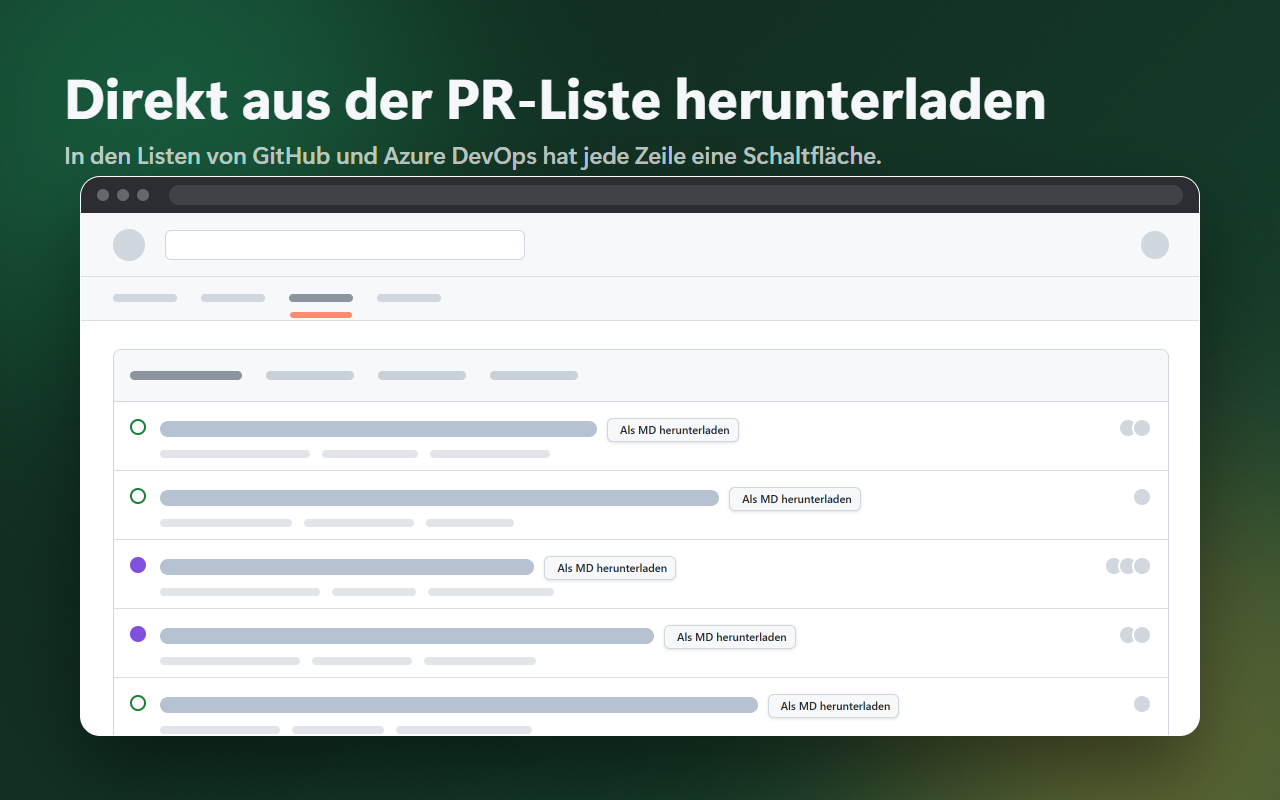 Direkt aus der PR-Liste herunterladen
In den Listen von GitHub und Azure DevOps hat jede Zeile eine Schaltfläche.
Als MD herunterladen
Als MD herunterladen
Als MD herunterladen
Als MD herunterladen
Als MD herunterladen